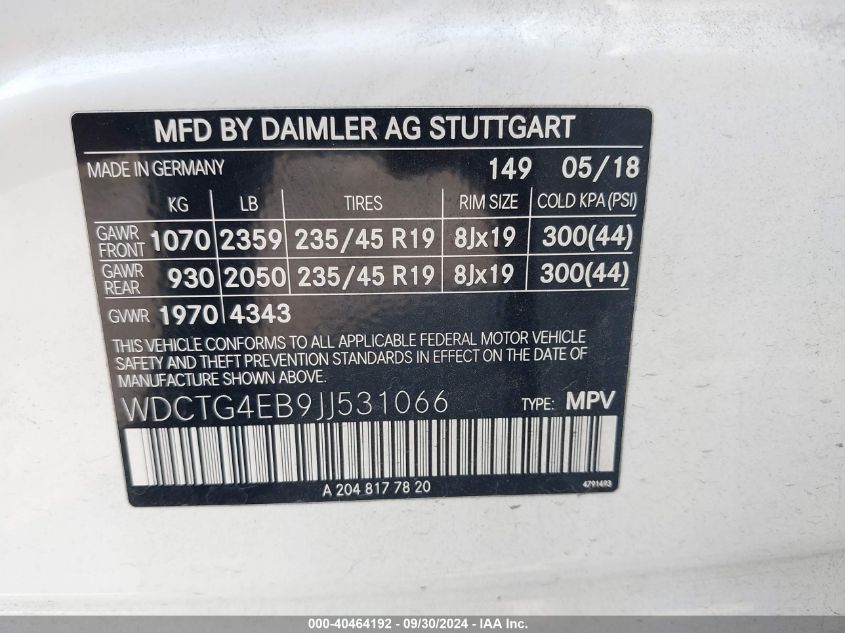 MFD BY DAIMLER AG STUTTGART
MADE IN GERMANY 149 05/18
KG LB TIRES RIM SIZE COLD KPA (PSI)
GAWR FRONT 1070 2359 235/45 R19 8Jx19 300(44)
GAWR REAR 930 2050 235/45 R19 8Jx19 300(44)
GVWR 1970 4343
THIS VEHICLE CONFORMS TO ALL APPLICABLE FEDERAL MOTOR VEHICLE
SAFETY AND THEFT PREVENTION STANDARDS IN EFFECT ON THE DATE OF
MANUFACTURE SHOWN ABOVE
WDCTG4EB9JJ531066 TYPE: MPV
A 204 817 78 20 4791493
000-40464192 - 09/30/2024 - IAA Inc.